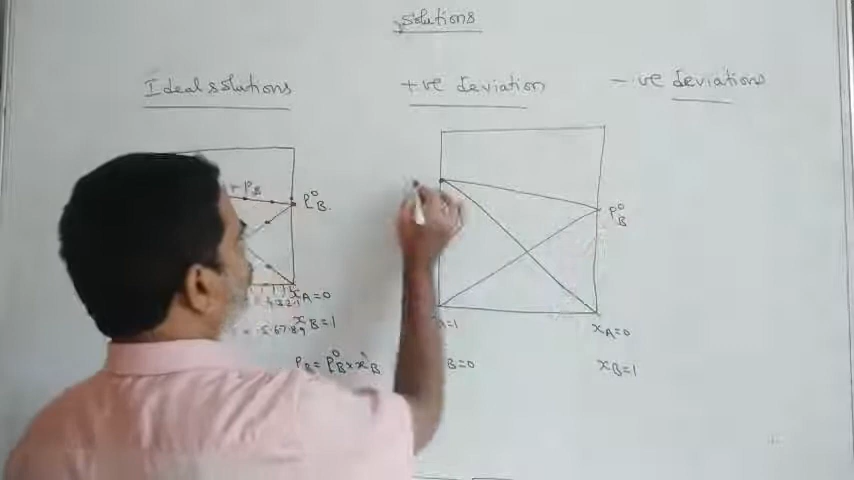 Solutions
Ideal solutions
+ve deviation
-ve deviations
+ PB
P°B
xA=0
xB=1
PB = P°B × xB
P°B
=1
B=0
xA=0
xB=1